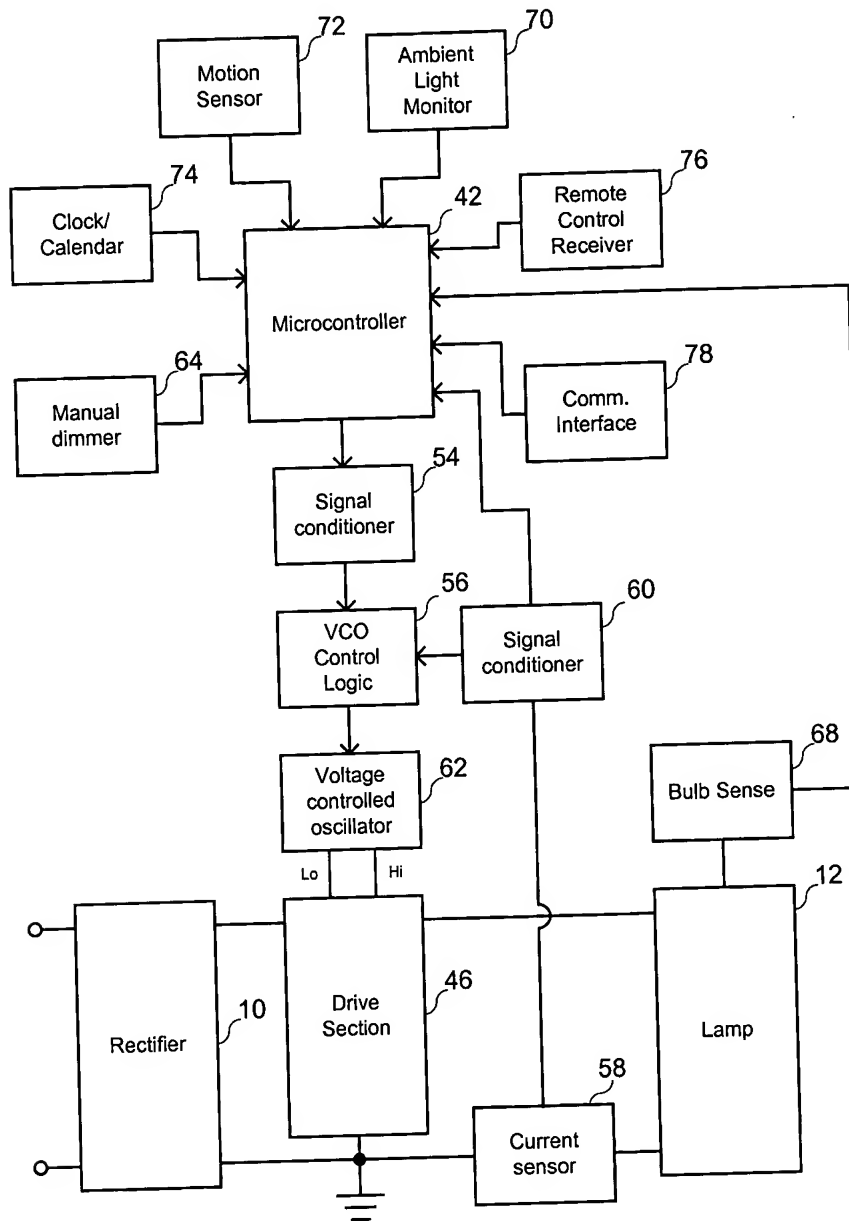 72
Motion
Sensor
70
Ambient
Light
Monitor
74
Clock/
Calendar
42
Microcontroller
76
Remote
Control
Receiver
64
Manual
dimmer
78
Comm.
Interface
54
Signal
conditioner
56
VCO
Control
Logic
60
Signal
conditioner
62
Voltage
controlled
oscillator
68
Bulb Sense
Lo
Hi
12
Lamp
46
Drive
Section
10
Rectifier
58
Current
sensor